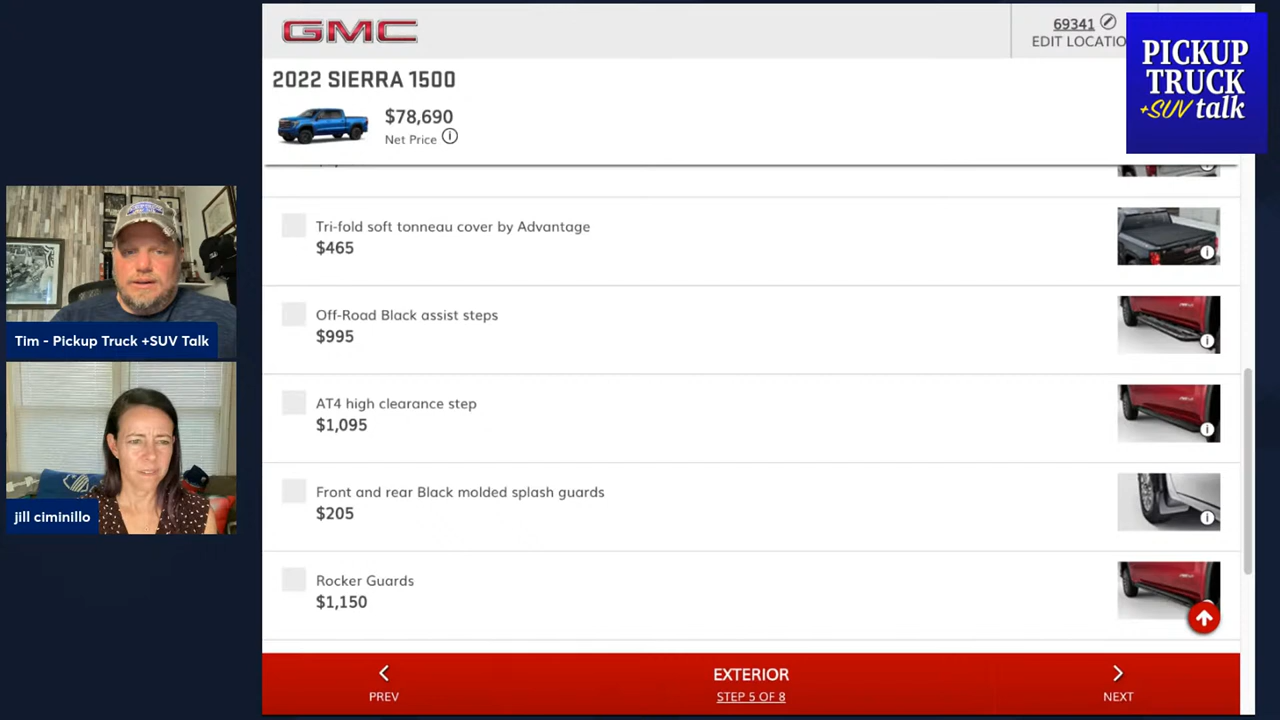 GMC
69341
EDIT LOCATIO
PICKUP
TRUCK
+SUV talk
2022 SIERRA 1500
$78,690
Net Price
Tri-fold soft tonneau cover by Advantage
$465
Off-Road Black assist steps
$995
AT4 high clearance step
$1,095
Front and rear Black molded splash guards
$205
Rocker Guards
$1,150
Tim - Pickup Truck +SUV Talk
jill ciminillo
PREV
EXTERIOR
STEP 5 OF 8
NEXT